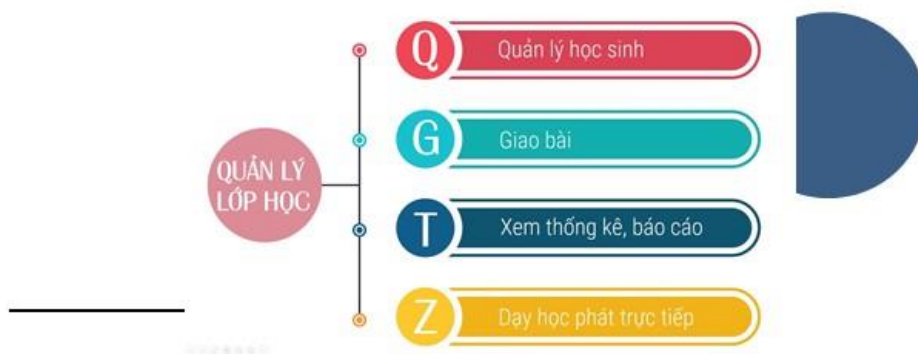 QUẢN LÝ
LỚP HỌC
Q Quản lý học sinh
G Giao bài
T Xem thống kê, báo cáo
Z Dạy học phát trực tiếp